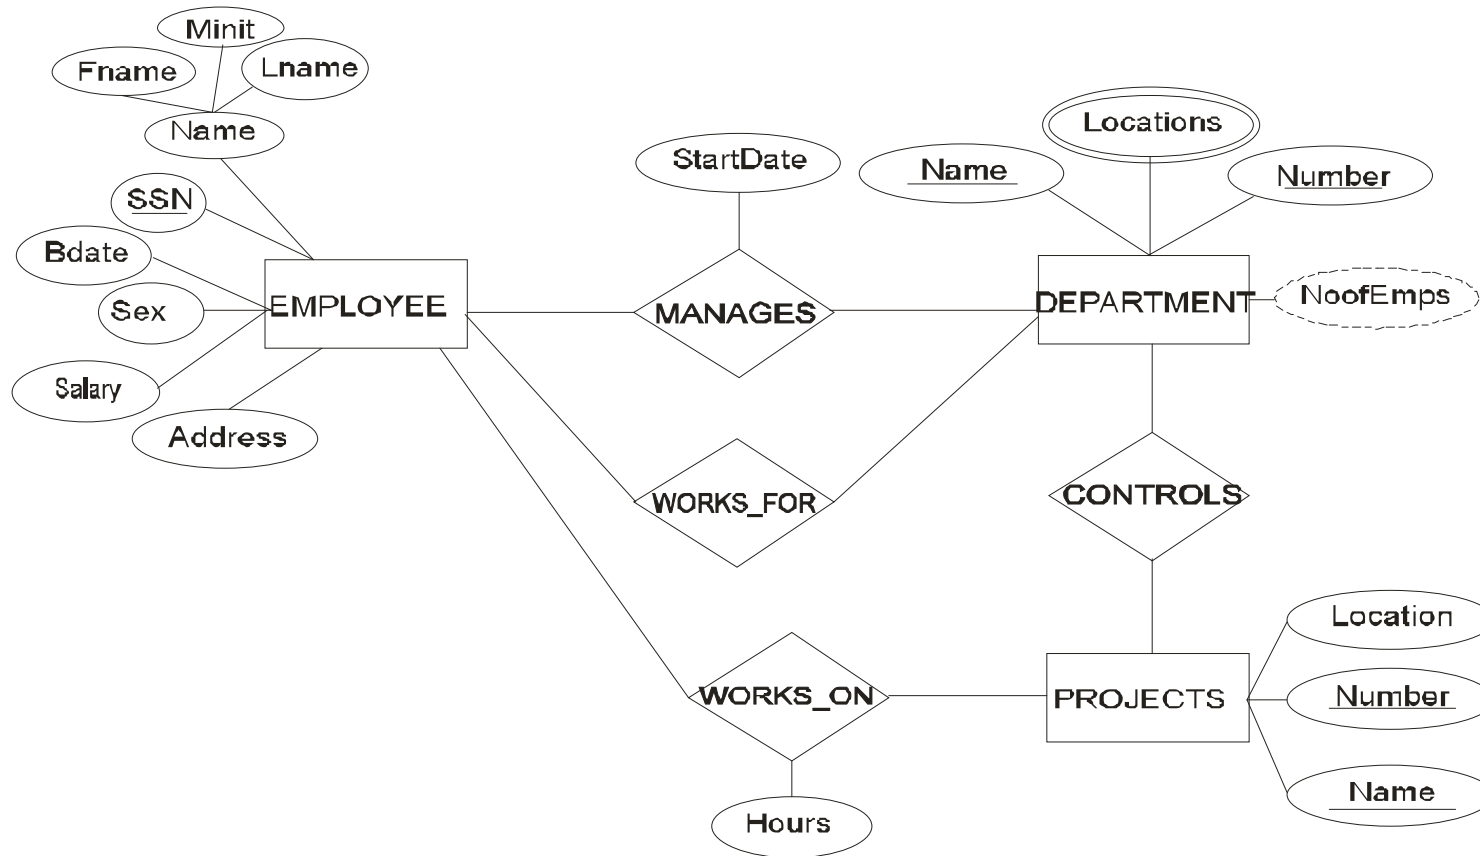 Minit
Fname
Lname
Name
SSN
Bdate
Sex
Salary
Address
EMPLOYEE
StartDate
MANAGES
WORKS_FOR
WORKS_ON
Hours
Locations
Name
Number
DEPARTMENT
NoofEmps
CONTROLS
PROJECTS
Location
Number
Name